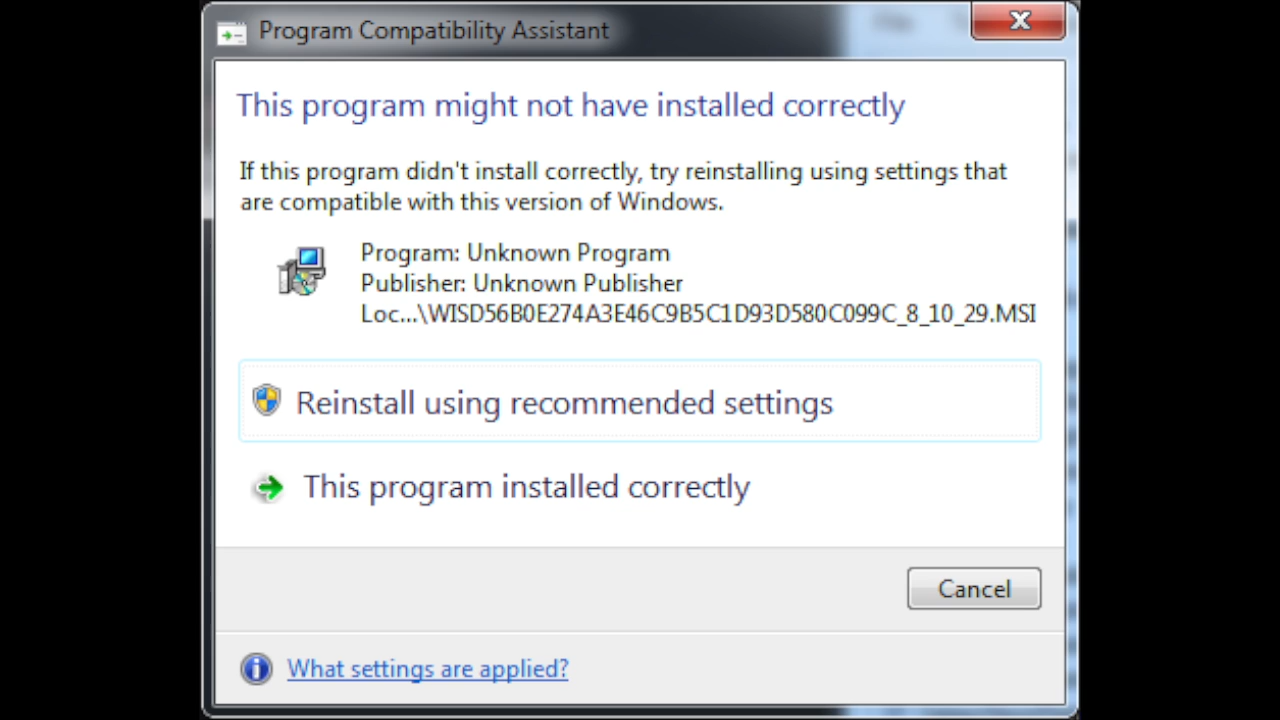 Program Compatibility Assistant
This program might not have installed correctly
If this program didn't install correctly, try reinstalling using settings that
are compatible with this version of Windows.
Program: Unknown Program
Publisher: Unknown Publisher
Loc...\WISD56B0E274A3E46C9B5C1D93D580C099C_8_10_29.MSI
Reinstall using recommended settings
This program installed correctly
Cancel
What settings are applied?